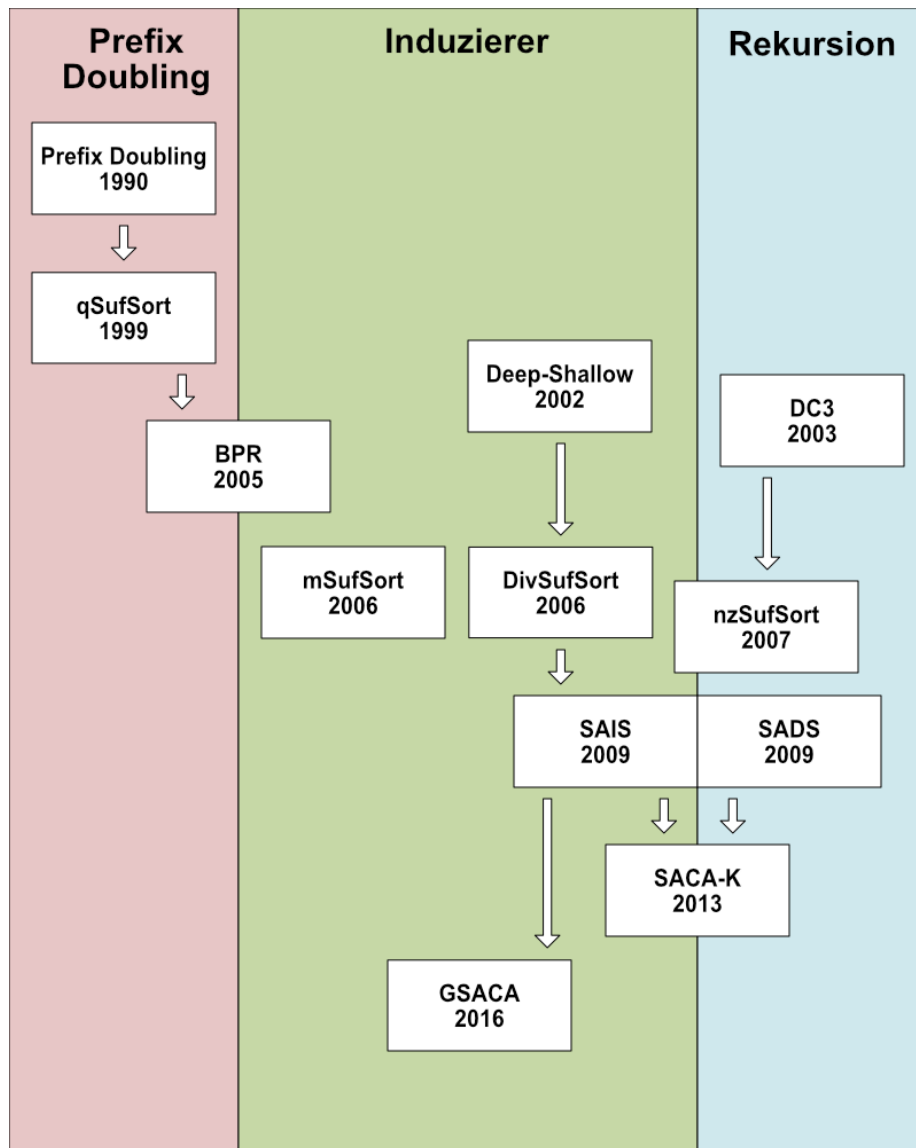 Prefix
Doubling
Induzierer
Rekursion
Prefix Doubling
1990
qSufSort
1999
Deep-Shallow
2002
DC3
2003
BPR
2005
mSufSort
2006
DivSufSort
2006
nzSufSort
2007
SAIS
2009
SADS
2009
SACA-K
2013
GSACA
2016